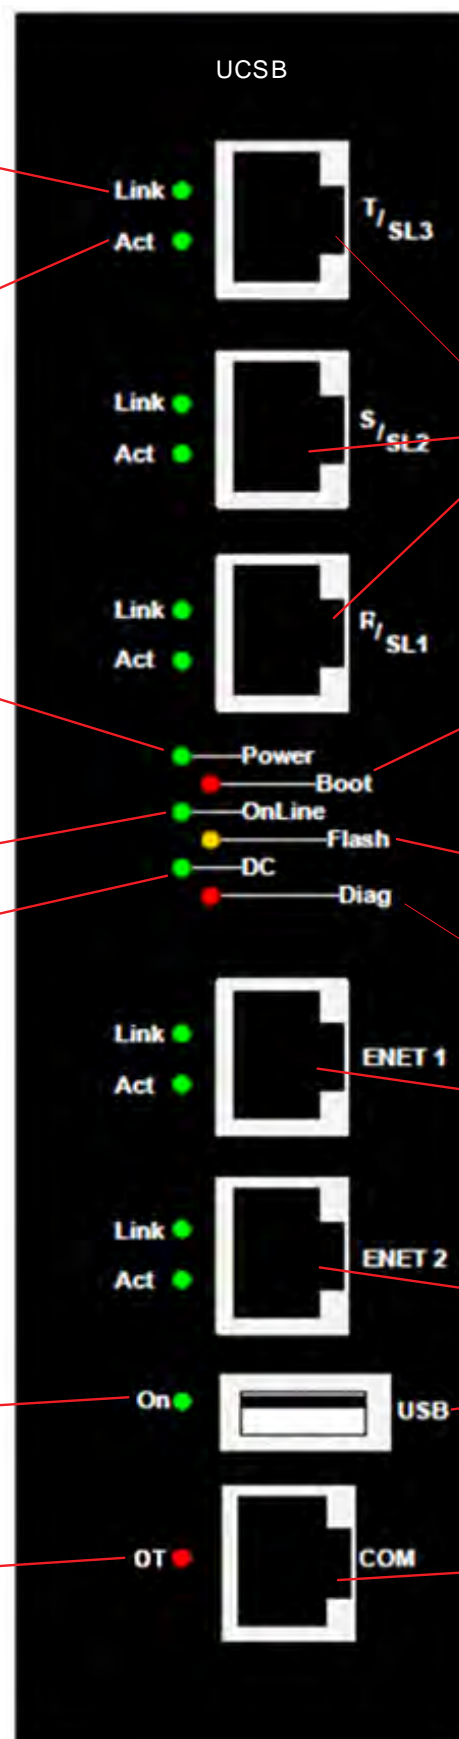 UCSB
Link
Act
T/SL3
Link
Act
S/SL2
Link
Act
R/SL1
Power
Boot
OnLine
Flash
DC
Diag
Link
Act
ENET 1
Link
Act
ENET 2
On
USB
OT
COM